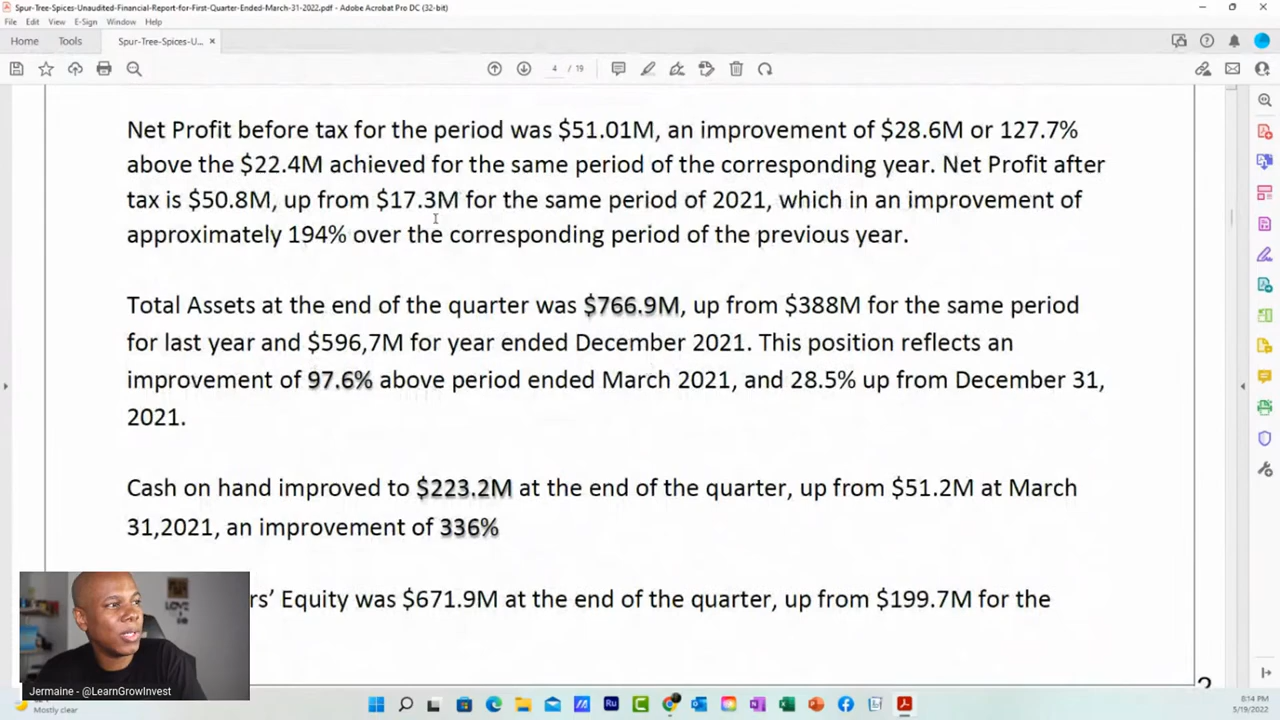 Spur-Tree-Spices-Unaudited-Financial-Report-for-First-Quarter-Ended-March-31-2022.pdf - Adobe Acrobat Pro DC (32-bit)
File Edit View E-Sign Window Help
Home Tools Spur-Tree-Spices-U...
4 / 19
Net Profit before tax for the period was $51.01M, an improvement of $28.6M or 127.7%
above the $22.4M achieved for the same period of the corresponding year. Net Profit after
tax is $50.8M, up from $17.3M for the same period of 2021, which in an improvement of
approximately 194% over the corresponding period of the previous year.
Total Assets at the end of the quarter was $766.9M, up from $388M for the same period
for last year and $596,7M for year ended December 2021. This position reflects an
improvement of 97.6% above period ended March 2021, and 28.5% up from December 31,
2021.
Cash on hand improved to $223.2M at the end of the quarter, up from $51.2M at March
31,2021, an improvement of 336%
rs’ Equity was $671.9M at the end of the quarter, up from $199.7M for the
Jermaine - @LearnGrowInvest
Mostly clear
Ru
8:14 PM
5/19/2022